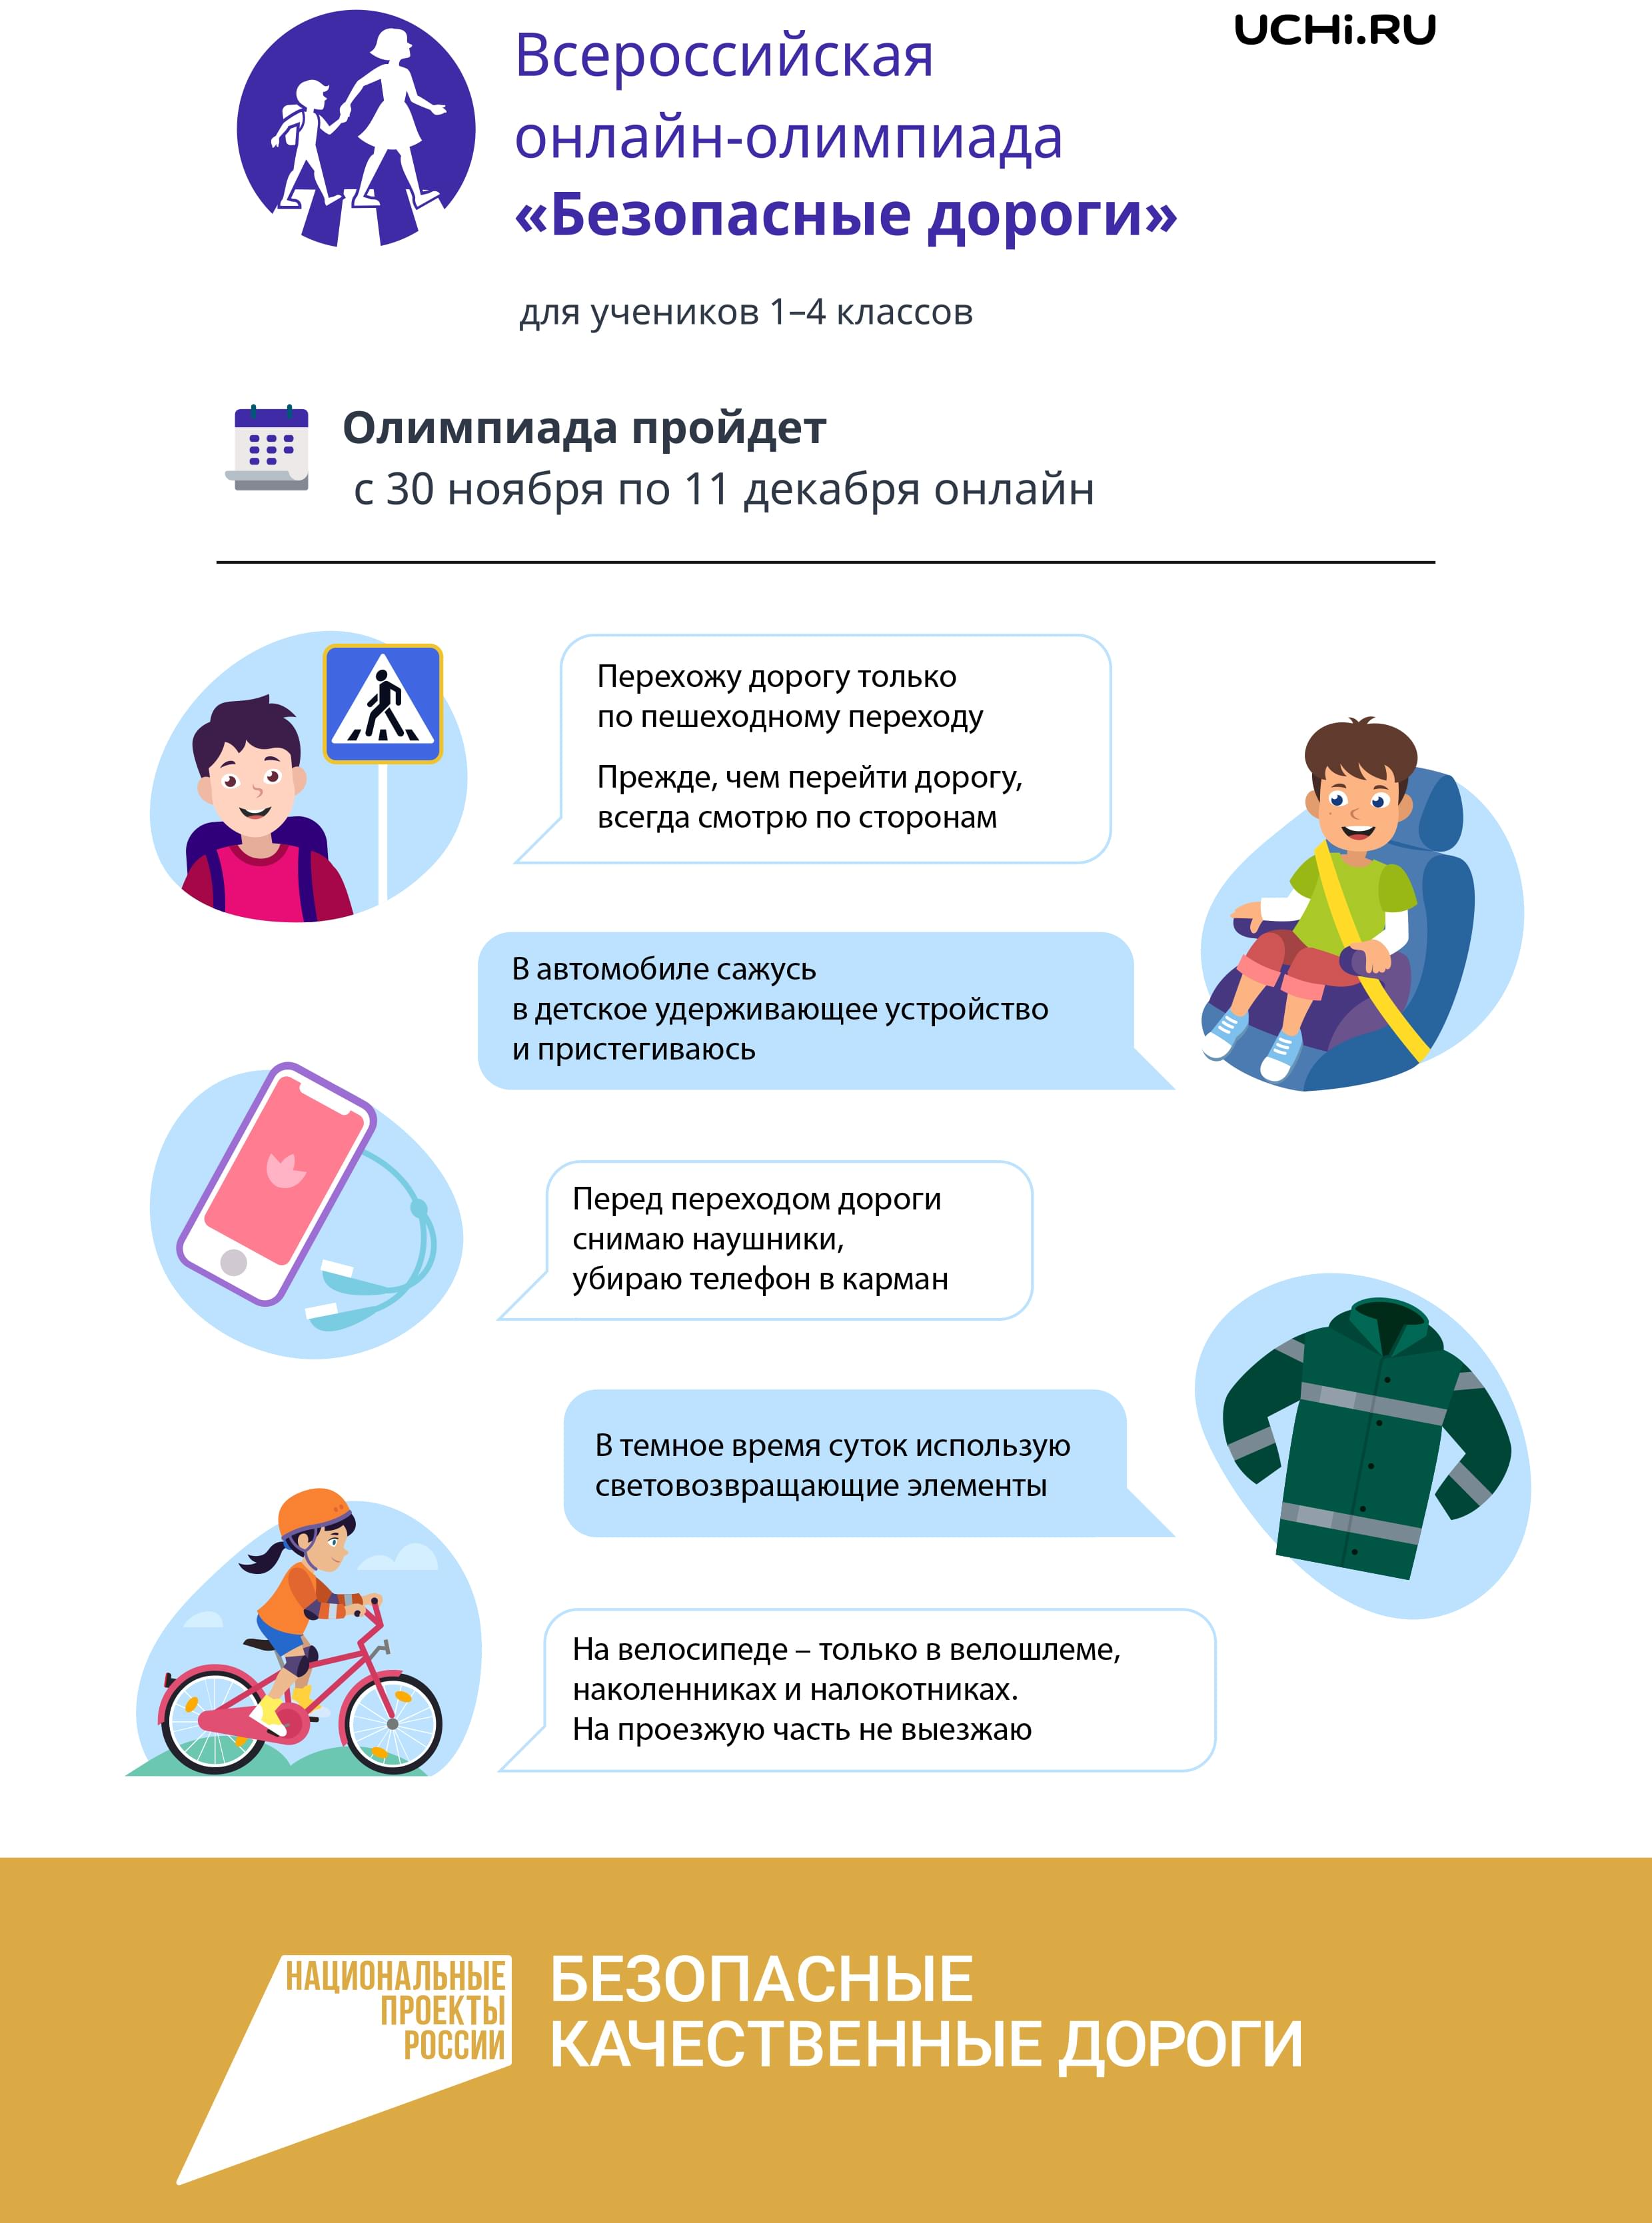 UCHi.RU
Всероссийская
онлайн-олимпиада
«Безопасные дороги»
для учеников 1–4 классов
Олимпиада пройдет
с 30 ноября по 11 декабря онлайн
Перехожу дорогу только
по пешеходному переходу
Прежде, чем перейти дорогу,
всегда смотрю по сторонам
В автомобиле сажусь
в детское удерживающее устройство
и пристегиваюсь
Перед переходом дороги
снимаю наушники,
убираю телефон в карман
В темное время суток использую
световозвращающие элементы
На велосипеде – только в велошлеме,
наколенниках и налокотниках.
На проезжую часть не выезжаю
НАЦИОНАЛЬНЫЕ
ПРОЕКТЫ
РОССИИ
БЕЗОПАСНЫЕ
КАЧЕСТВЕННЫЕ ДОРОГИ